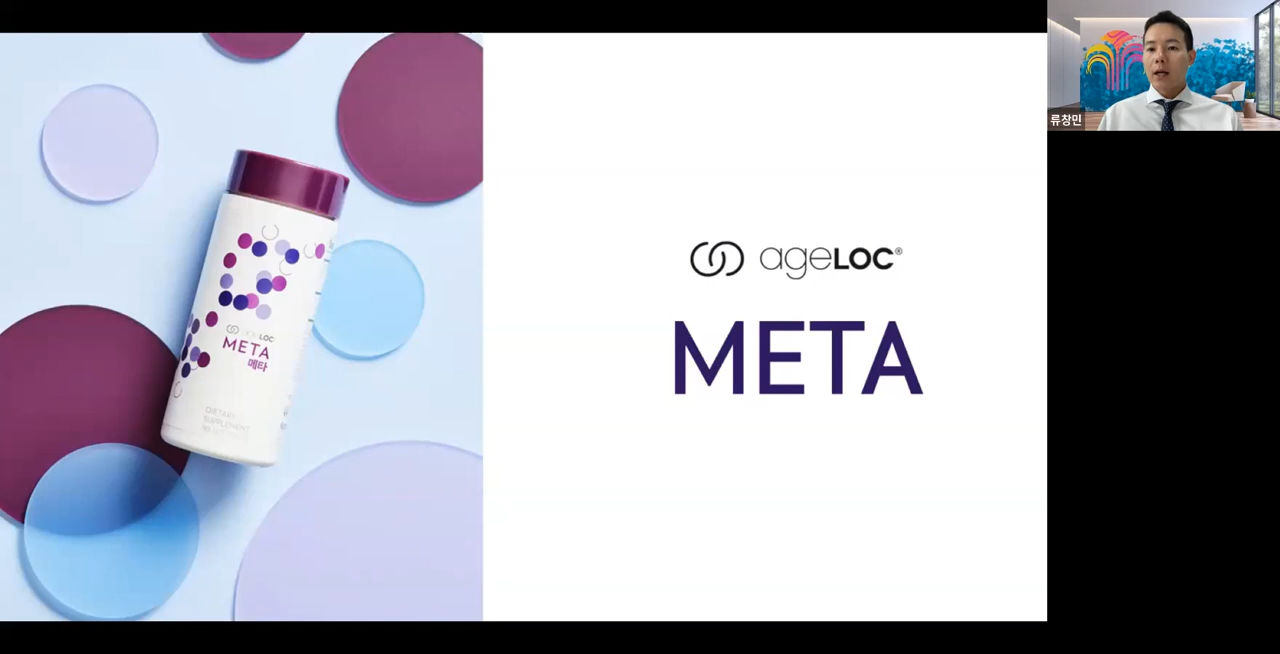 ageLOC®
META
ageLOC
META
메타
DIETARY
SUPPLEMENT
류창민